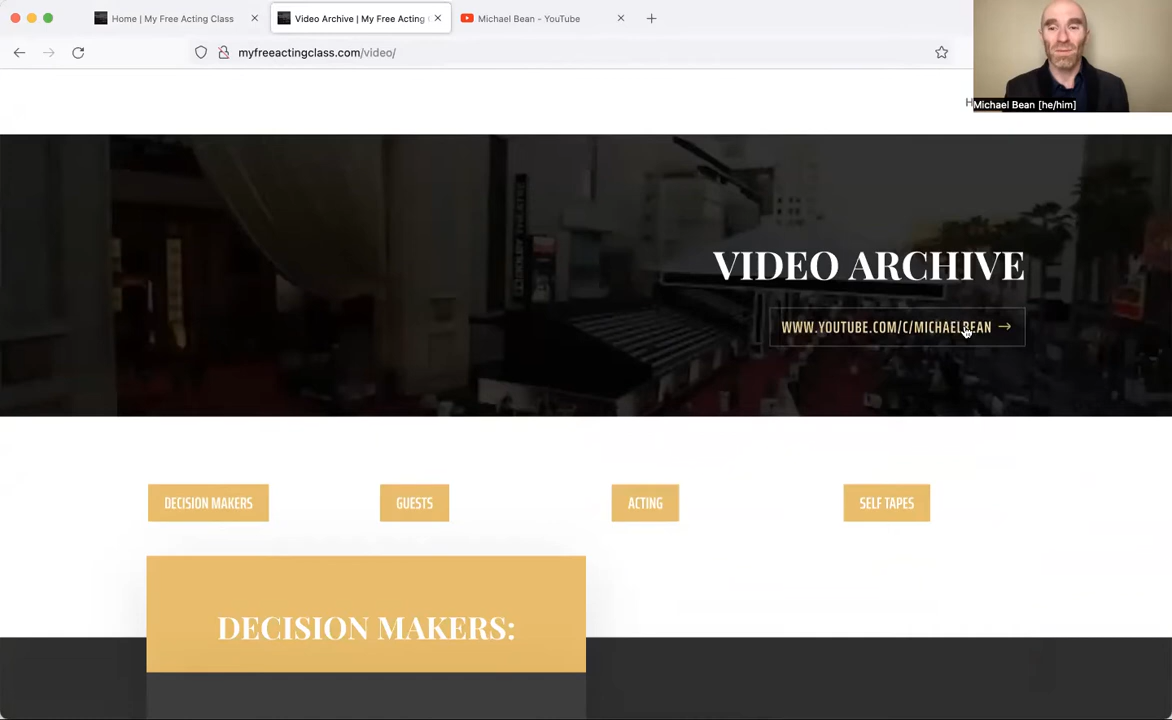 Home | My Free Acting Class
Video Archive | My Free Acting
Michael Bean - YouTube
myfreeactingclass.com/video/
Michael Bean [he/him]
VIDEO ARCHIVE
WWW.YOUTUBE.COM/C/MICHAELBEAN →
DECISION MAKERS
GUESTS
ACTING
SELF TAPES
DECISION MAKERS: